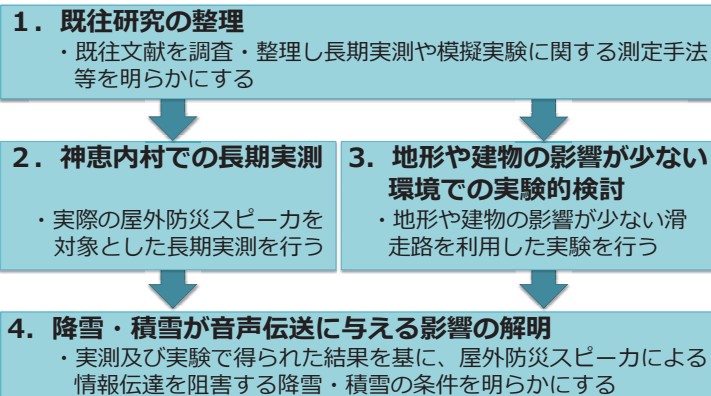 １．既往研究の整理
・既往文献を調査・整理し長期実測や模擬実験に関する測定手法
等を明らかにする
２．神恵内村での長期実測
・実際の屋外防災スピーカを
対象とした長期実測を行う
３．地形や建物の影響が少ない
環境での実験的検討
・地形や建物の影響が少ない滑
走路を利用した実験を行う
４．降雪・積雪が音声伝送に与える影響の解明
・実測及び実験で得られた結果を基に、屋外防災スピーカによる
情報伝達を阻害する降雪・積雪の条件を明らかにする